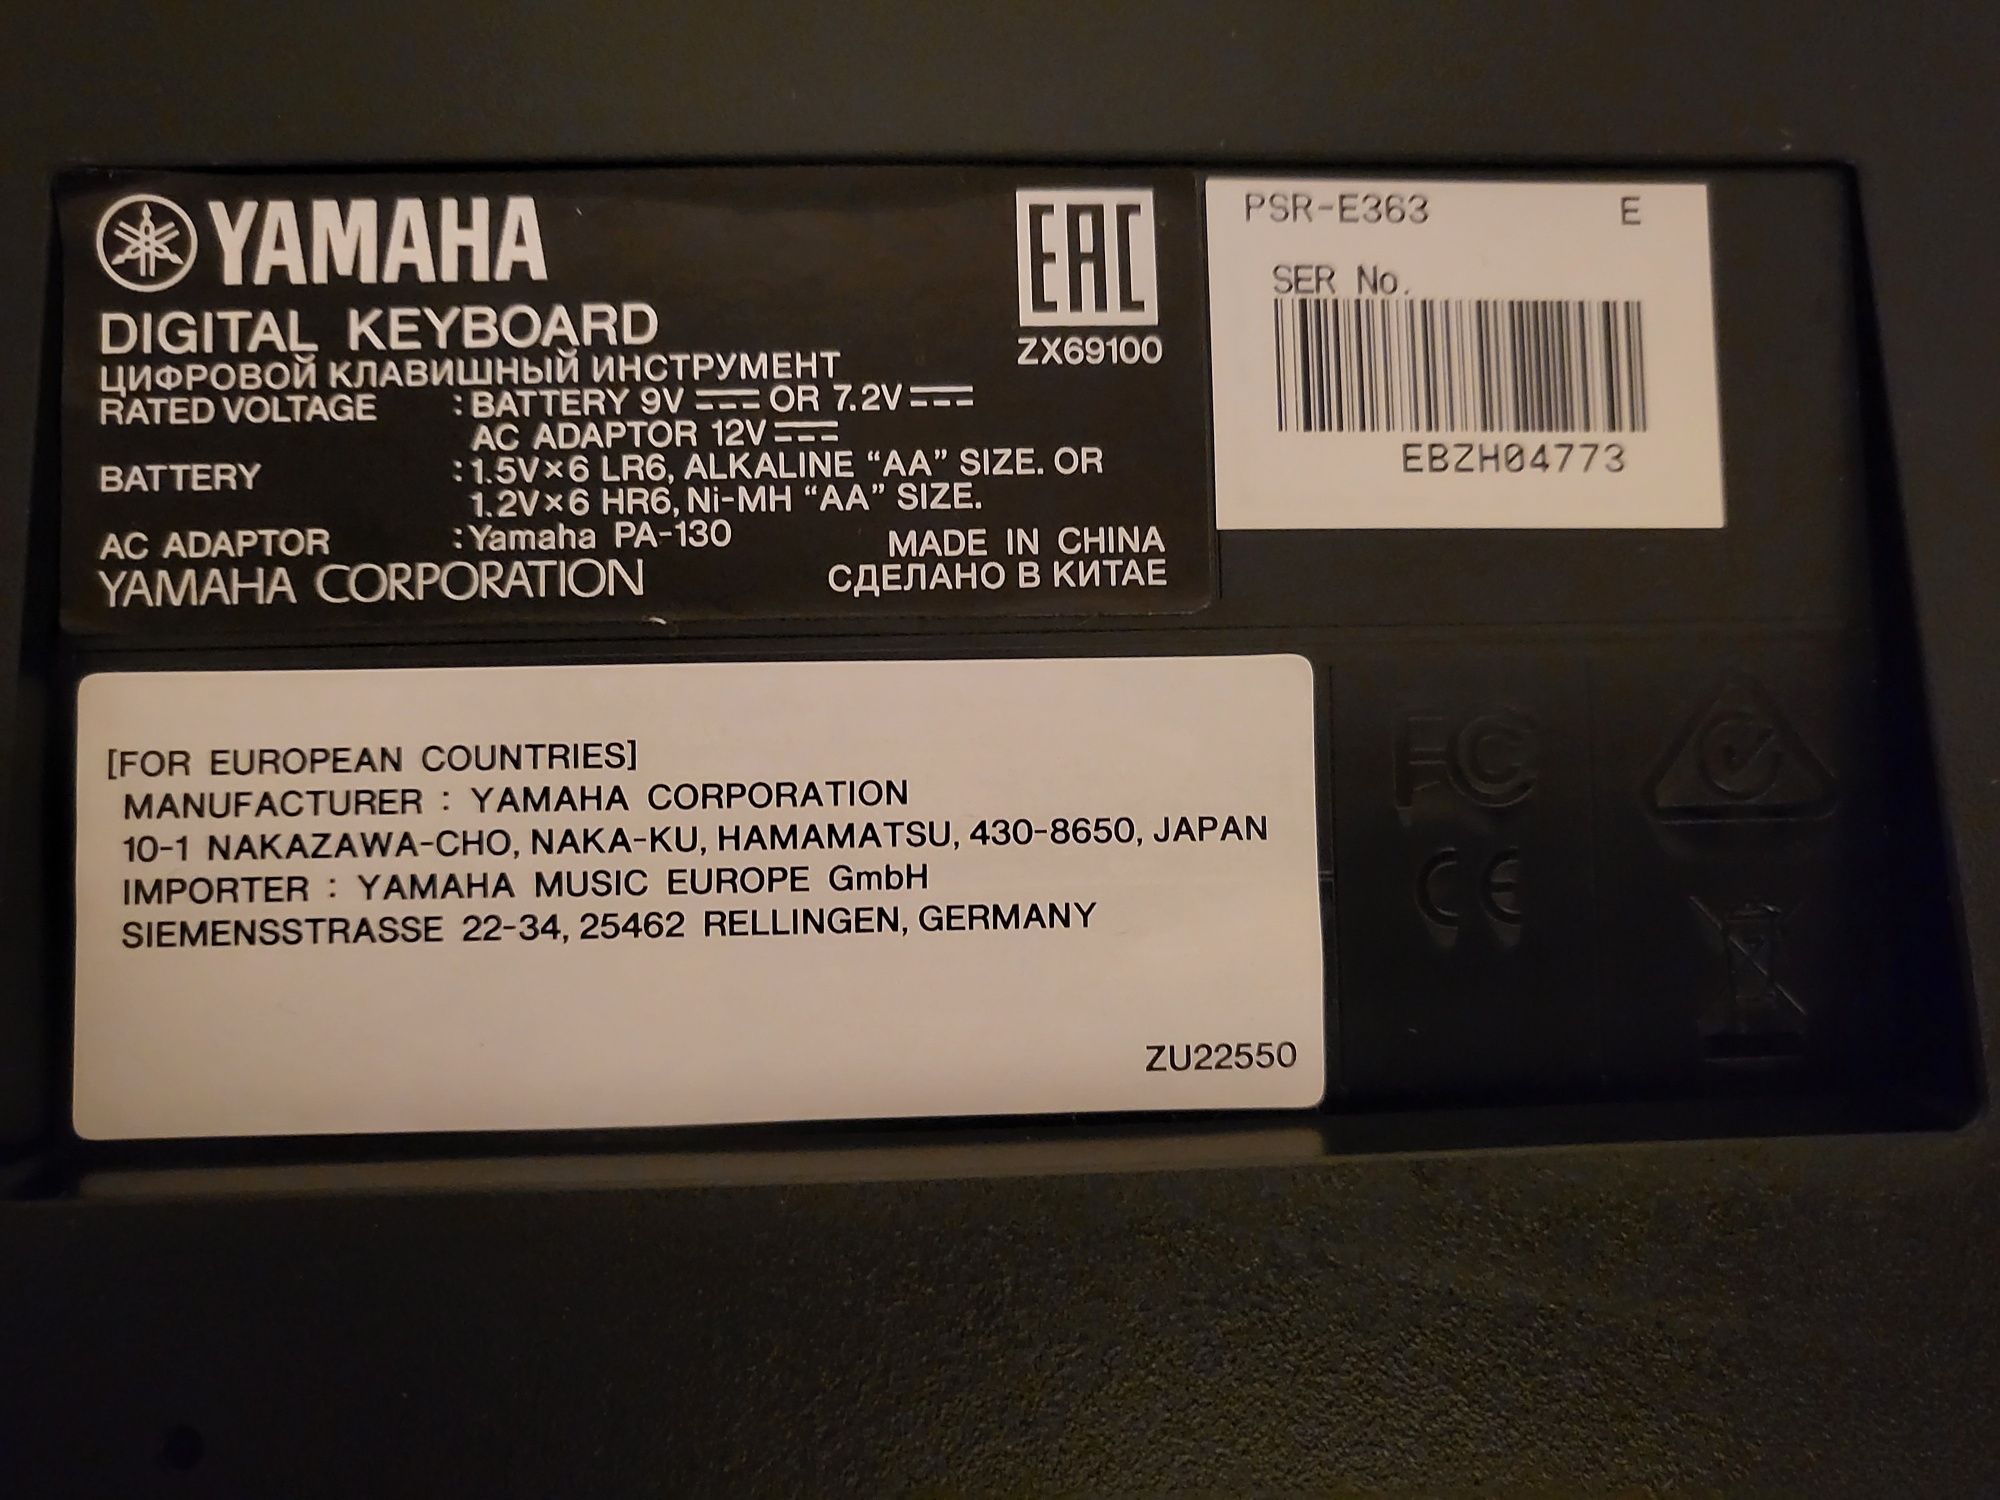 YAMAHA
DIGITAL KEYBOARD
ЦИФРОВОЙ КЛАВИШНЫЙ ИНСТРУМЕНТ
RATED VOLTAGE : BATTERY 9V ⎓ OR 7.2V ⎓
AC ADAPTOR 12V ⎓
BATTERY : 1.5V×6 LR6, ALKALINE “AA” SIZE. OR
1.2V×6 HR6, Ni-MH “AA” SIZE.
AC ADAPTOR : Yamaha PA-130
YAMAHA CORPORATION
EAC
ZX69100
MADE IN CHINA
СДЕЛАНО В КИТАЕ
PSR-E363 E
SER No.
EBZH04773
[FOR EUROPEAN COUNTRIES]
MANUFACTURER : YAMAHA CORPORATION
10-1 NAKAZAWA-CHO, NAKA-KU, HAMAMATSU, 430-8650, JAPAN
IMPORTER : YAMAHA MUSIC EUROPE GmbH
SIEMENSSTRASSE 22-34, 25462 RELLINGEN, GERMANY
ZU22550
FC
CE